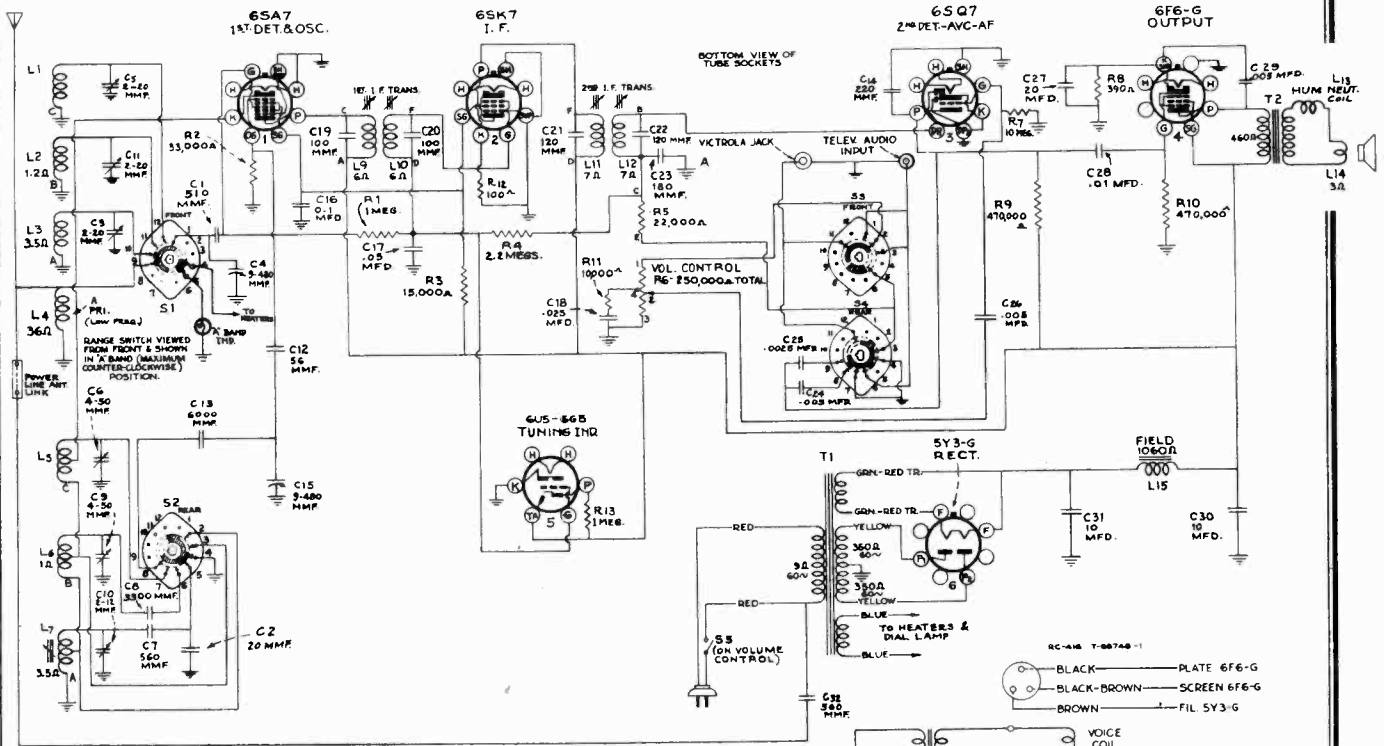 6SA7
1ST. DET. & OSC.
6SK7
I. F.
6SQ7
2ND DET.-AVC-AF
6F6-G
OUTPUT
BOTTOM VIEW OF
TUBE SOCKETS
L1
C
C5
2-20
MMF.
L2
1.2Ω
B
C11
2-20
MMF.
L3
3.5Ω
A
C3
2-20
MMF.
C1
510
MMF.
FRONT
S1
L4
36Ω
A
PRI.
(LOW FREQ.)
RANGE SWITCH VIEWED
FROM FRONT & SHOWN
IN "A" BAND (MAXIMUM
COUNTER-CLOCKWISE)
POSITION.
POWER
LINE ANT.
LINK
C4
9-480
MMF.
TO
HEATERS
"A" BAND
IND.
R2
33,000Ω
1
C16
0.1
MFD
C19
100
MMF.
1ST. I. F. TRANS.
L9
6Ω
L10
6Ω
C20
100
MMF.
R1
1 MEG.
C17
.05
MFD.
R3
15,000Ω
2
R12
100Ω
R4
2.2 MEGS.
C21
120
MMF.
2ND I. F. TRANS.
L11
7Ω
L12
7Ω
C22
120 MMF.
C23
180
MMF.
R5
22,000Ω
R11
10000Ω
C18
.025
MFD.
VOL. CONTROL
R6-250,000Ω TOTAL
VICTROLA JACK
TELEV. AUDIO
INPUT
C14
220
MMF.
3
R7
10 MEGS.
S3
FRONT
S4
REAR
C25
.0025 MFD
C24
.005 MFD
R9
470,000
Ω
C26
.005
MFD.
C27
20
MFD.
R8
390Ω
4
C28
.01 MFD.
R10
470,000Ω
C29
.005 MFD.
T2
460Ω
L13
HUM NEUT.
COIL
L14
3Ω
C12
56
MMF.
C13
6000
MMF.
C15
9-480
MMF.
C6
4-50
MMF.
L5
C
C9
4-50
MMF.
L6
1Ω
B
S2
REAR
C8
3300 MMF.
C10
2-12
MMF.
L7
3.5Ω
A
C7
560
MMF.
C2
20 MMF.
6U5-6G5
TUNING IND.
5
R13
1 MEG.
T1
5Y3-G
RECT.
GRN-RED TR.
GRN-RED TR.
YELLOW
360Ω
60~
350Ω
60~
YELLOW
6
RED
9Ω
60~
RED
BLUE
TO HEATERS &
DIAL LAMP
BLUE
S5
(ON VOLUME
CONTROL)
C32
560
MMF.
C31
10
MFD.
FIELD
1060Ω
L15
C30
10
MFD.
BLACK
PLATE 6F6-G
BLACK-BROWN
SCREEN 6F6-G
BROWN
FIL. 5Y3-G
VOICE
COIL